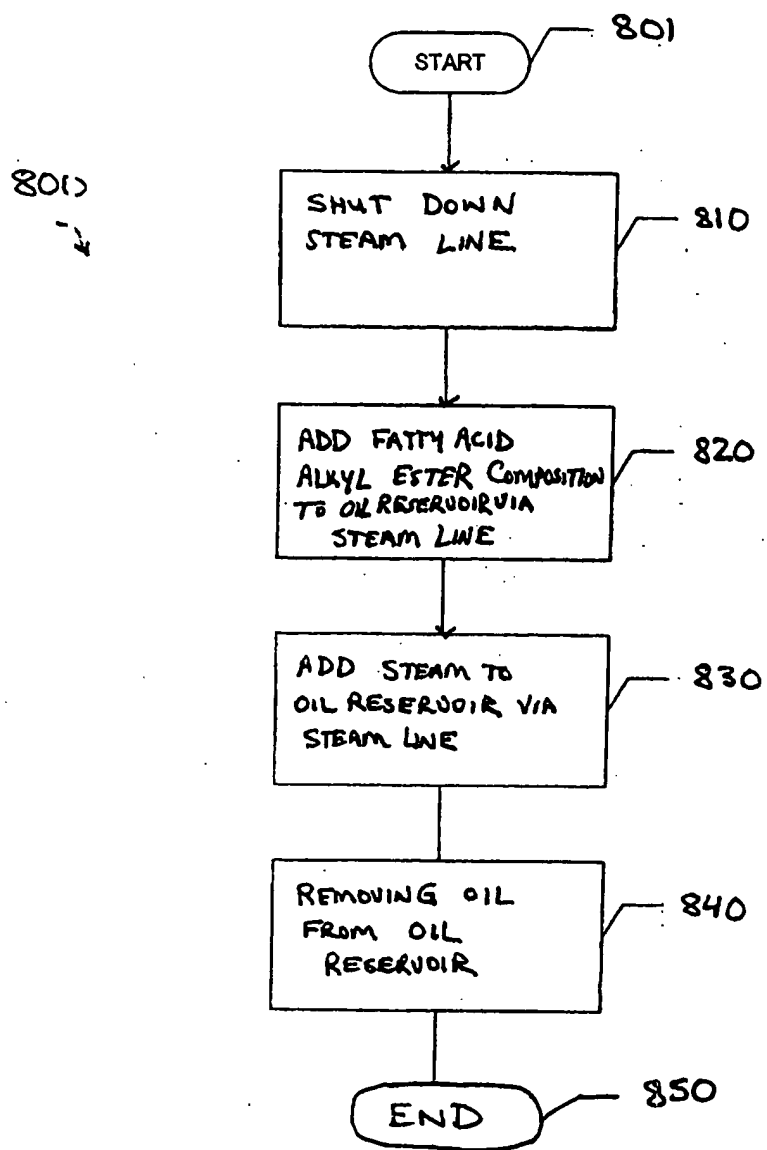 START
801
800
SHUT DOWN
STEAM LINE
810
ADD FATTY ACID
ALKYL ESTER COMPOSITION
TO OIL RESERVOIR VIA
STEAM LINE
820
ADD STEAM TO
OIL RESERVOIR VIA
STEAM LINE
830
REMOVING OIL
FROM OIL
RESERVOIR
840
END
850